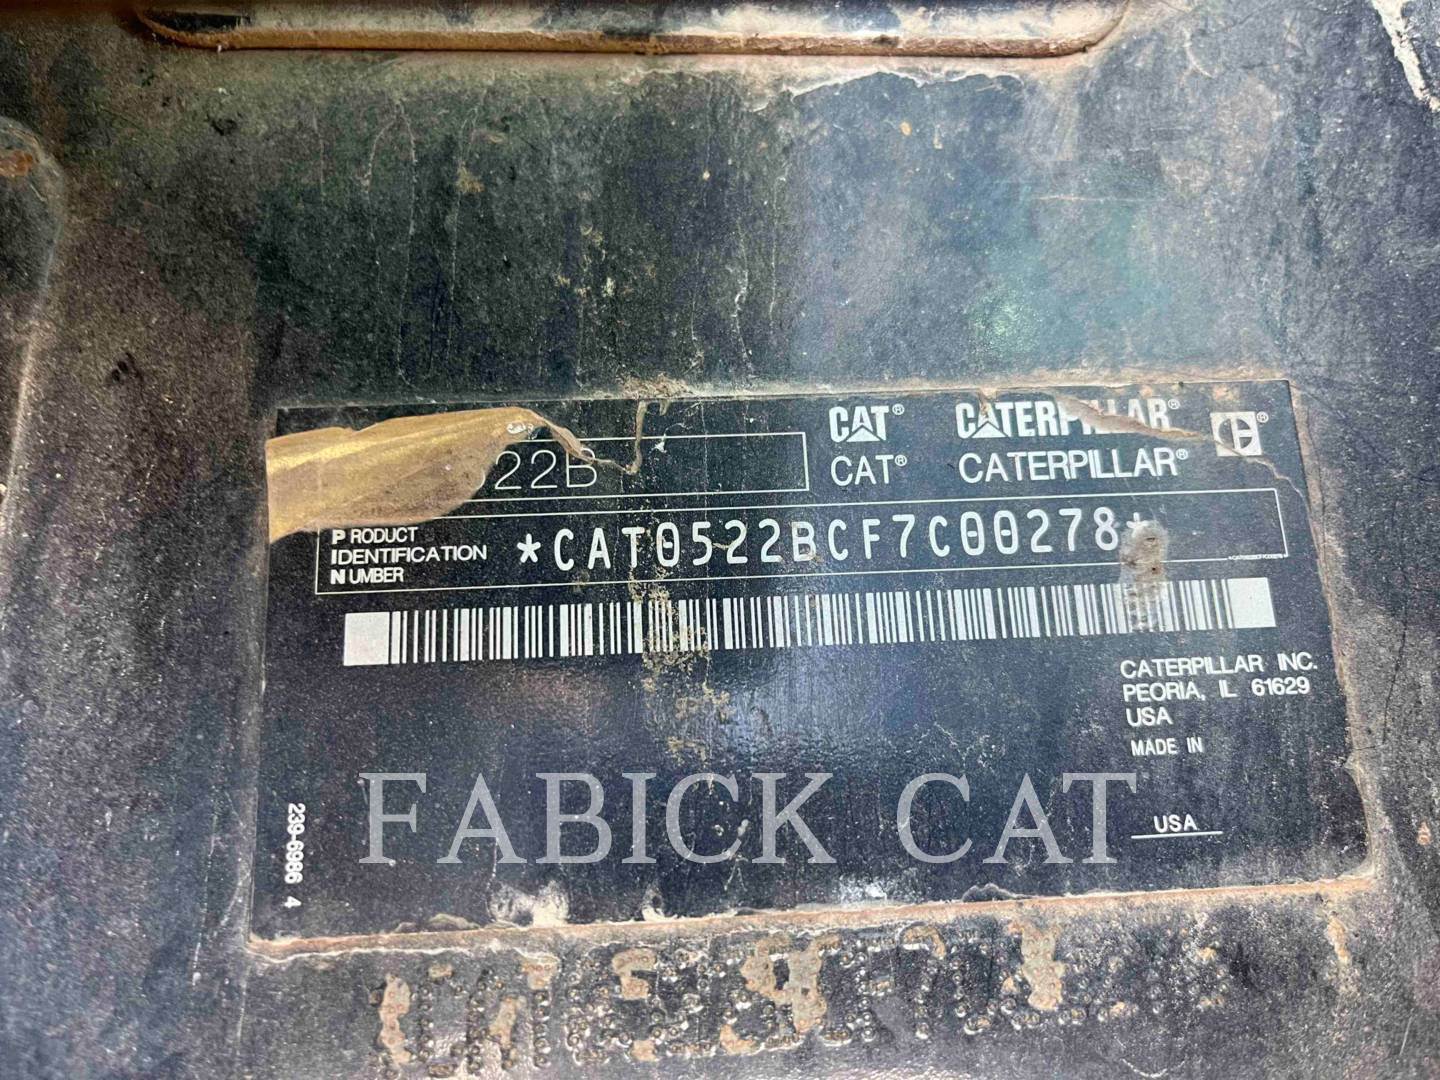 CAT® CATERPILLAR®
22B CAT® CATERPILLAR®
PRODUCT
IDENTIFICATION
NUMBER
*CAT0522BCF7C00278*
CATERPILLAR INC.
PEORIA, IL 61629
USA
MADE IN
USA
239-6986 4
FABICK CAT